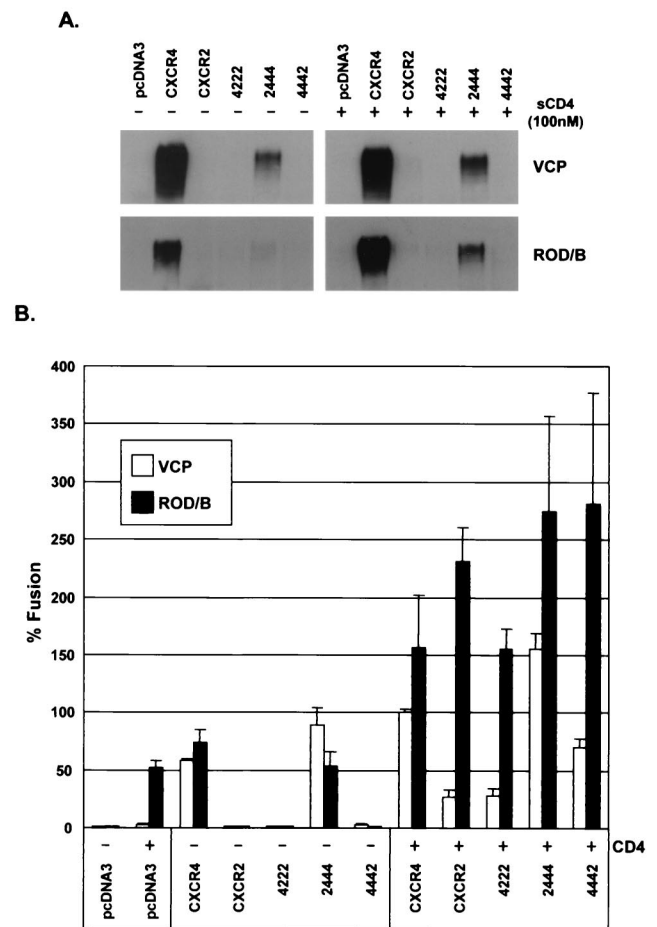 A.
pcDNA3 CXCR4 CXCR2 4222 2444 4442 pcDNA3 CXCR4 CXCR2 4222 2444 4442
– – – – – – + + + + + + sCD4
(100nM)
VCP
ROD/B
B.
% Fusion
400
350
300
250
200
150
100
50
0
VCP
ROD/B
– + – – – – – + + + + + CD4
pcDNA3 pcDNA3 CXCR4 CXCR2 4222 2444 4442 CXCR4 CXCR2 4222 2444 4442